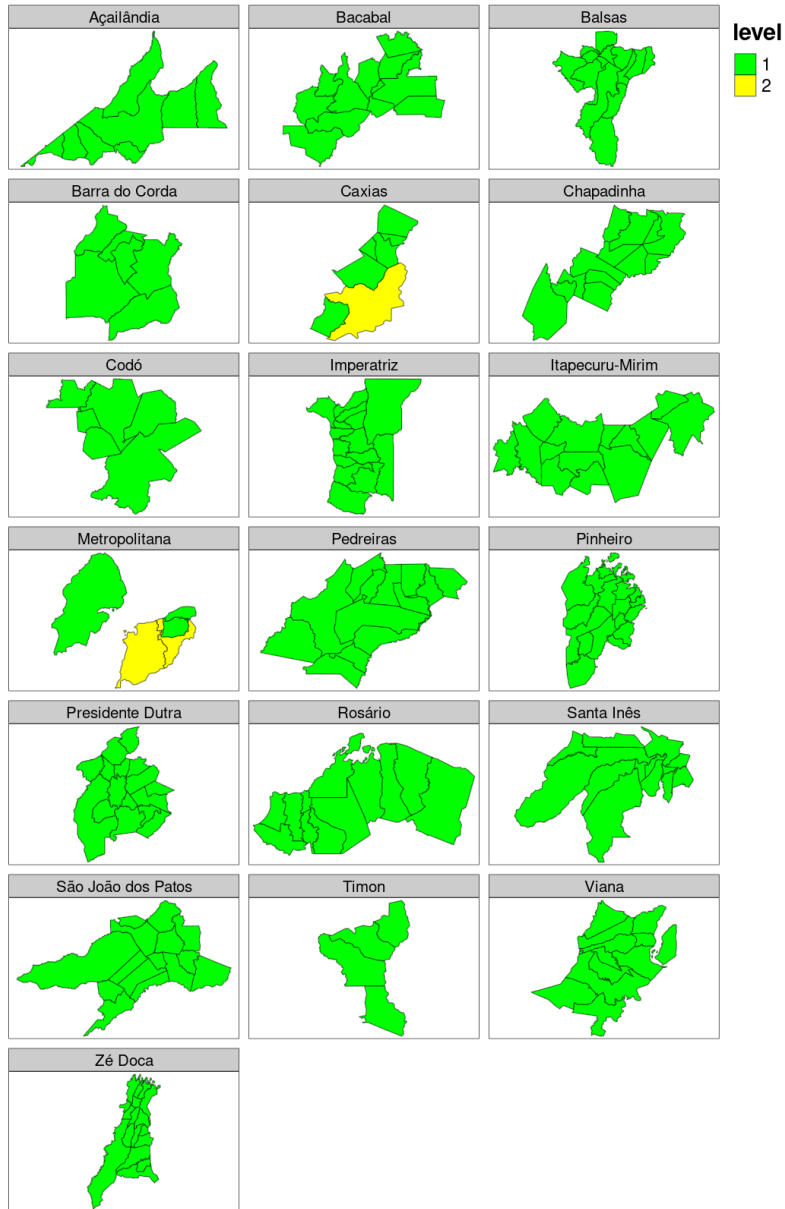 Açailândia
Bacabal
Balsas
level
1
2
Barra do Corda
Caxias
Chapadinha
Codó
Imperatriz
Itapecuru-Mirim
Metropolitana
Pedreiras
Pinheiro
Presidente Dutra
Rosário
Santa Inês
São João dos Patos
Timon
Viana
Zé Doca